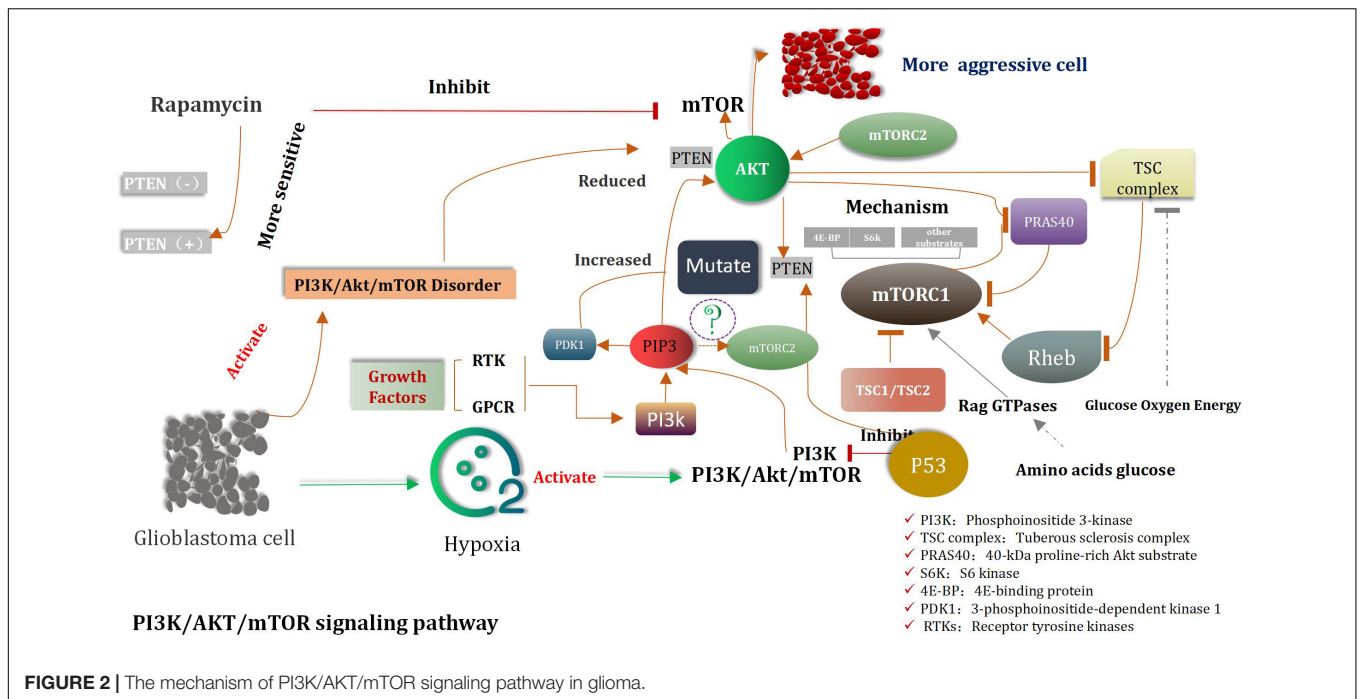 More aggressive cell
Inhibit
Rapamycin
mTOR
mTORC2
More sensitive
PTEN
AKT
TSC
complex
PTEN（-）
Reduced
Mechanism
PRAS40
PTEN（+）
4E-BP
S6k
other
substrates
Increased
Mutate
PTEN
PI3K/Akt/mTOR Disorder
mTORC1
?
Activate
PDK1
PIP3
mTORC2
Rheb
RTK
Growth
Factors
GPCR
TSC1/TSC2
PI3k
Rag GTPases
Glucose Oxygen Energy
Inhibit
PI3K
P53
Activate
PI3K/Akt/mTOR
Amino acids glucose
2
Glioblastoma cell
Hypoxia
✓ PI3K：Phosphoinositide 3-kinase
✓ TSC complex：Tuberous sclerosis complex
✓ PRAS40：40-kDa proline-rich Akt substrate
✓ S6K：S6 kinase
✓ 4E-BP：4E-binding protein
✓ PDK1：3-phosphoinositide-dependent kinase 1
✓ RTKs：Receptor tyrosine kinases
PI3K/AKT/mTOR signaling pathway
FIGURE 2 | The mechanism of PI3K/AKT/mTOR signaling pathway in glioma.